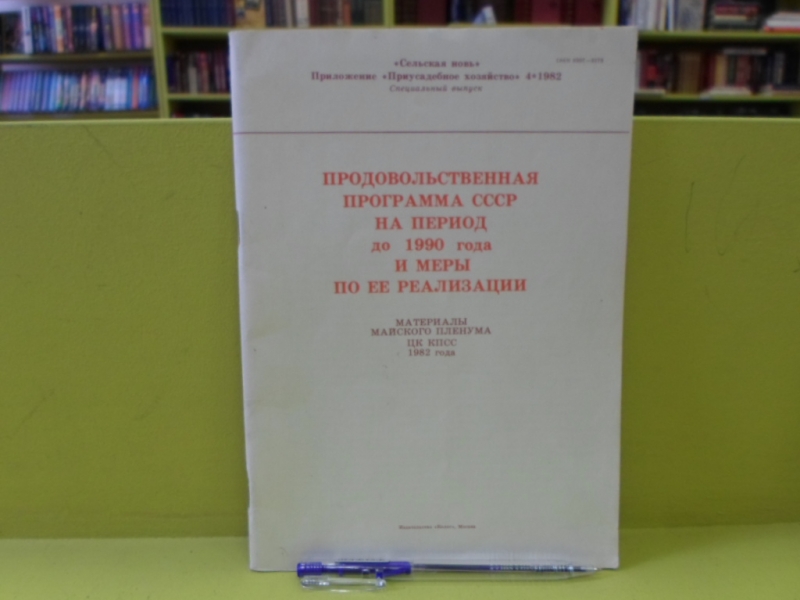 «Сельская новь»
Приложение «Приусадебное хозяйство» 4•1982
Специальный выпуск
ПРОДОВОЛЬСТВЕННАЯ
ПРОГРАММА СССР
НА ПЕРИОД
до 1990 года
И МЕРЫ
ПО ЕЕ РЕАЛИЗАЦИИ
МАТЕРИАЛЫ
МАЙСКОГО ПЛЕНУМА
ЦК КПСС
1982 года